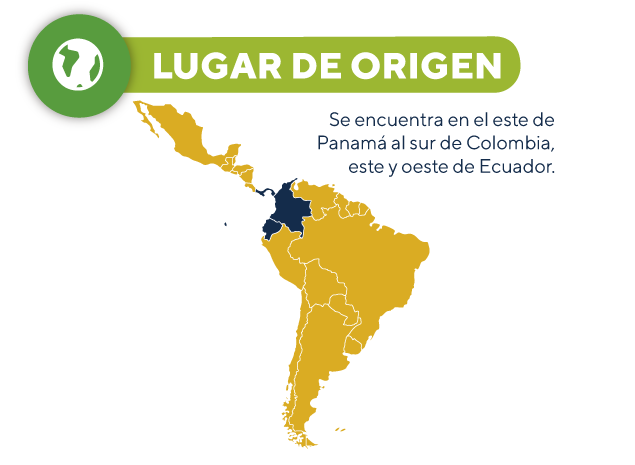 LUGAR DE ORIGEN
Se encuentra en el este de
Panamá al sur de Colombia,
este y oeste de Ecuador.